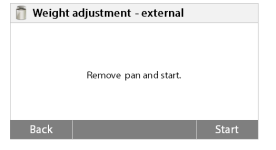 Weight adjustment - external
Remove pan and start.
Back
Start